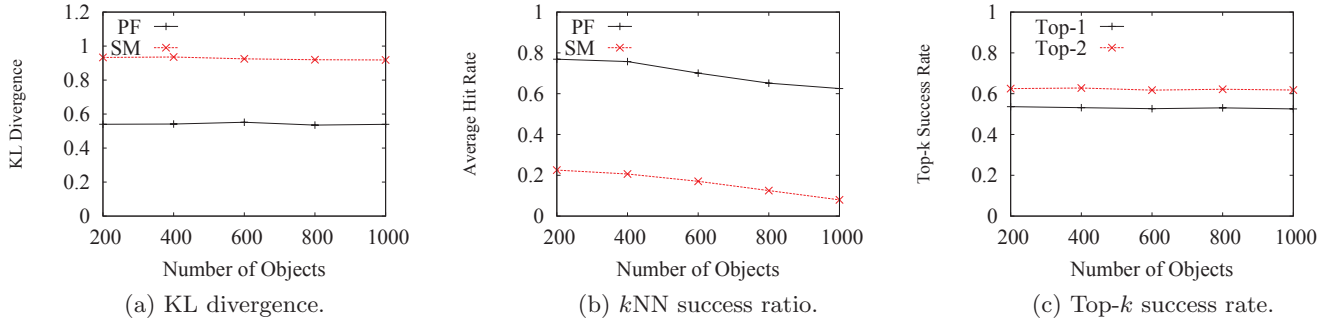 KL Divergence
1.2
1
0.8
0.6
0.4
0.2
0
PF
SM
200 400 600 800 1000
Number of Objects
(a) KL divergence.
Average Hit Rate
1
0.8
0.6
0.4
0.2
0
PF
SM
200 400 600 800 1000
Number of Objects
(b) kNN success ratio.
Top-k Success Rate
1
0.8
0.6
0.4
0.2
0
Top-1
Top-2
200 400 600 800 1000
Number of Objects
(c) Top-k success rate.